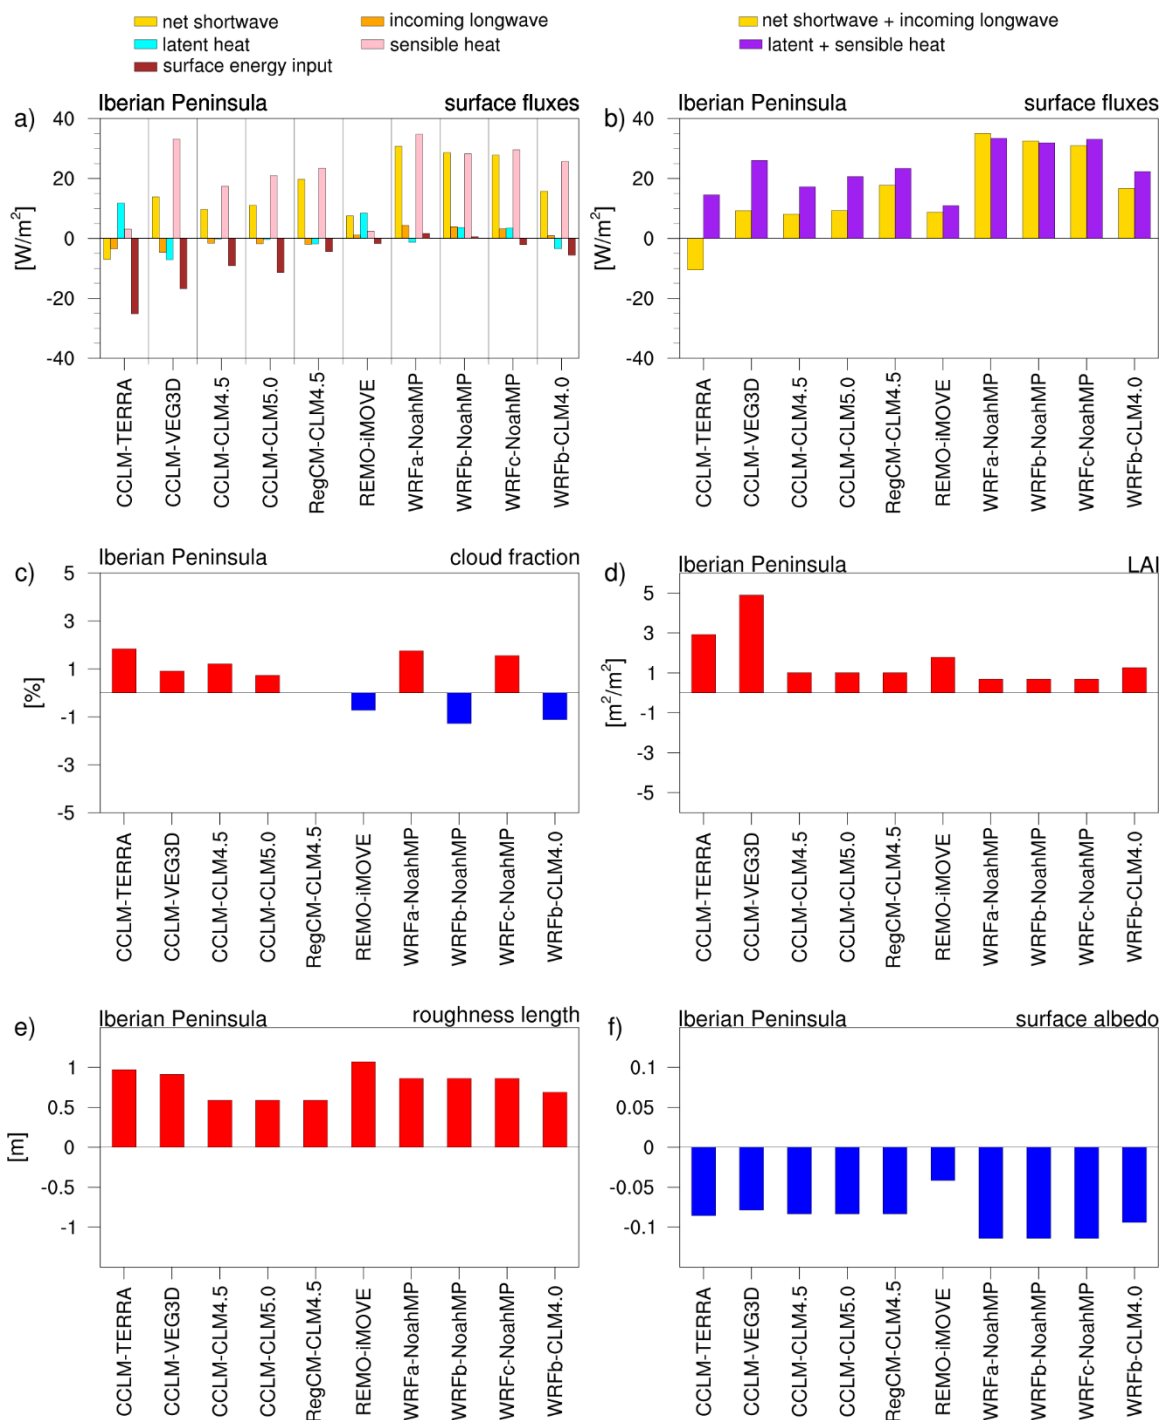 net shortwave
incoming longwave
net shortwave + incoming longwave
latent heat
sensible heat
latent + sensible heat
surface energy input
a)
Iberian Peninsula
surface fluxes
40
20
0
-20
-40
[W/m²]
CCLM-TERRA
CCLM-VEG3D
CCLM-CLM4.5
CCLM-CLM5.0
RegCM-CLM4.5
REMO-iMOVE
WRFa-NoahMP
WRFb-NoahMP
WRFc-NoahMP
WRFb-CLM4.0
b)
Iberian Peninsula
surface fluxes
40
20
0
-20
-40
[W/m²]
CCLM-TERRA
CCLM-VEG3D
CCLM-CLM4.5
CCLM-CLM5.0
RegCM-CLM4.5
REMO-iMOVE
WRFa-NoahMP
WRFb-NoahMP
WRFc-NoahMP
WRFb-CLM4.0
c)
Iberian Peninsula
cloud fraction
5
3
1
-1
-3
-5
[%]
CCLM-TERRA
CCLM-VEG3D
CCLM-CLM4.5
CCLM-CLM5.0
RegCM-CLM4.5
REMO-iMOVE
WRFa-NoahMP
WRFb-NoahMP
WRFc-NoahMP
WRFb-CLM4.0
d)
Iberian Peninsula
LAI
5
3
1
-1
-3
-5
[m²/m²]
CCLM-TERRA
CCLM-VEG3D
CCLM-CLM4.5
CCLM-CLM5.0
RegCM-CLM4.5
REMO-iMOVE
WRFa-NoahMP
WRFb-NoahMP
WRFc-NoahMP
WRFb-CLM4.0
e)
Iberian Peninsula
roughness length
1
0.5
0
-0.5
-1
[m]
CCLM-TERRA
CCLM-VEG3D
CCLM-CLM4.5
CCLM-CLM5.0
RegCM-CLM4.5
REMO-iMOVE
WRFa-NoahMP
WRFb-NoahMP
WRFc-NoahMP
WRFb-CLM4.0
f)
Iberian Peninsula
surface albedo
0.1
0.05
0
-0.05
-0.1
CCLM-TERRA
CCLM-VEG3D
CCLM-CLM4.5
CCLM-CLM5.0
RegCM-CLM4.5
REMO-iMOVE
WRFa-NoahMP
WRFb-NoahMP
WRFc-NoahMP
WRFb-CLM4.0